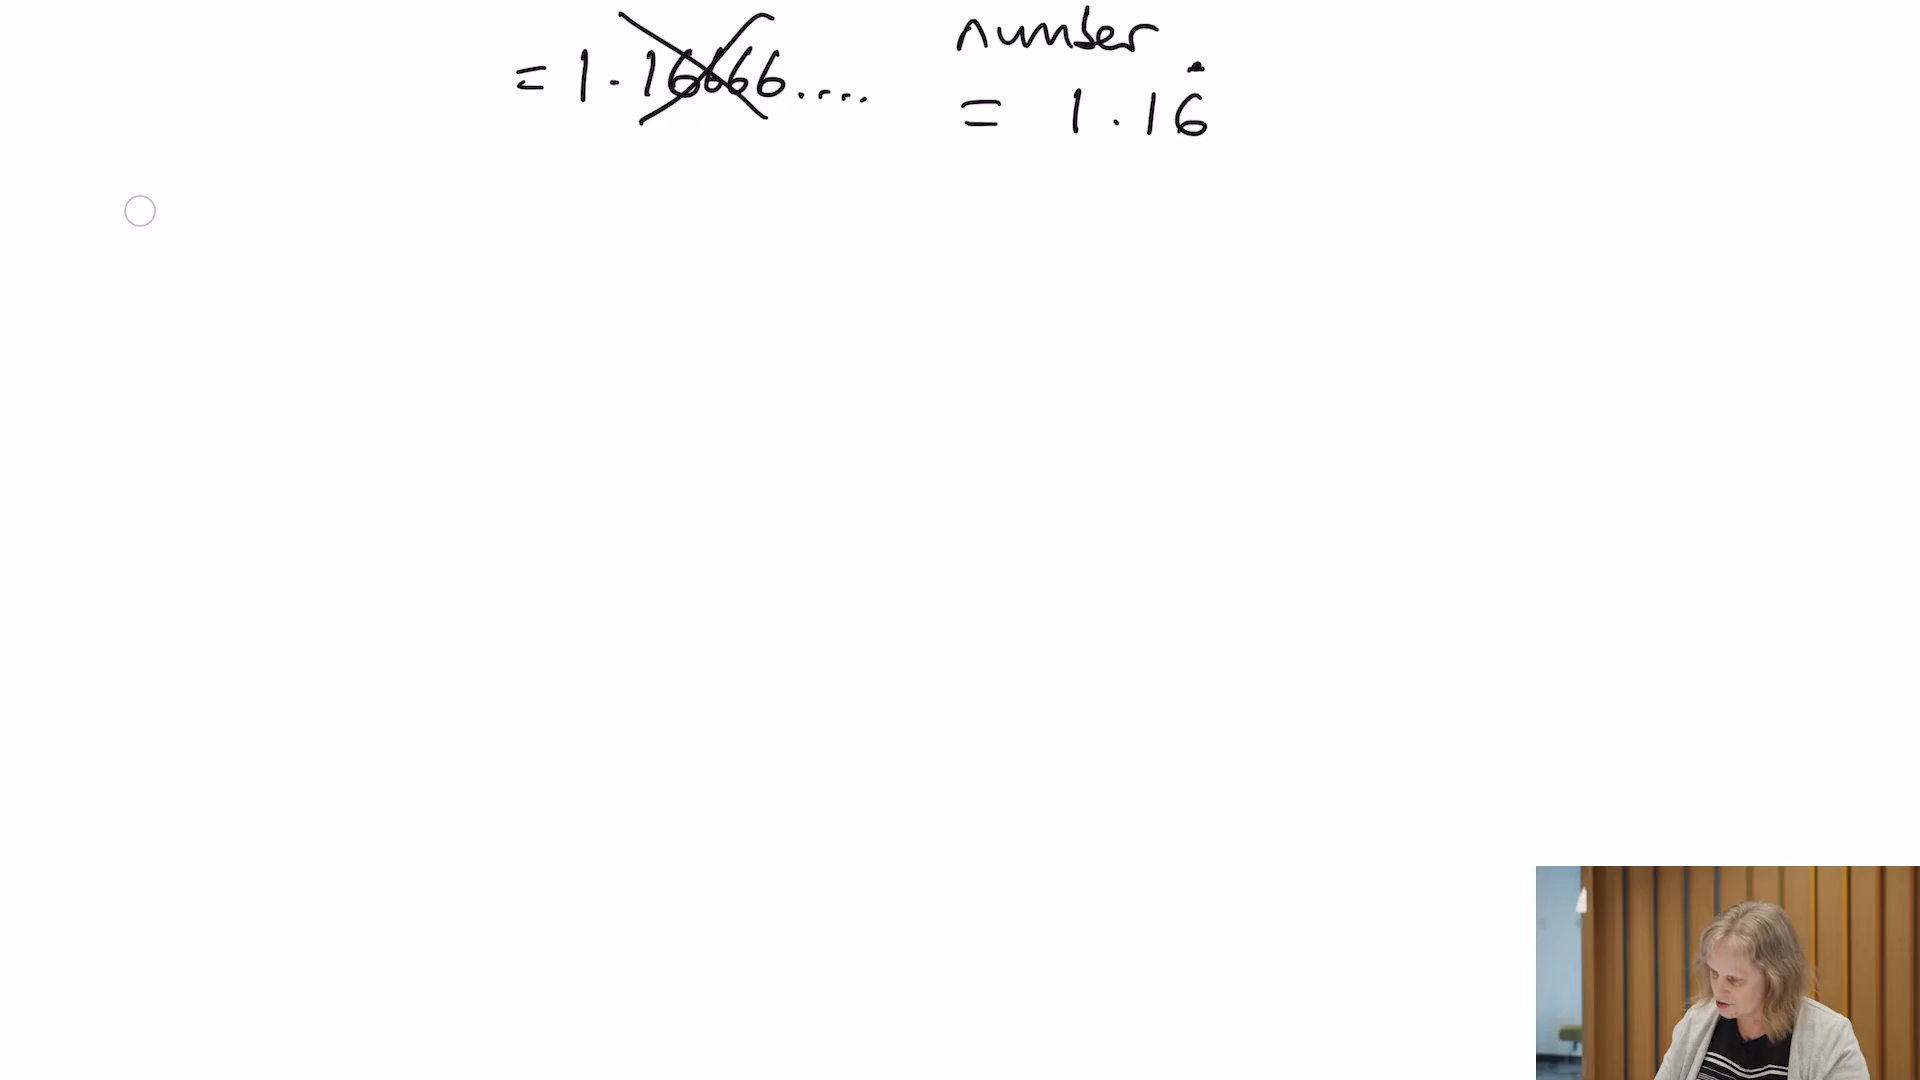 = 1.16666....
number
= 1.16̇